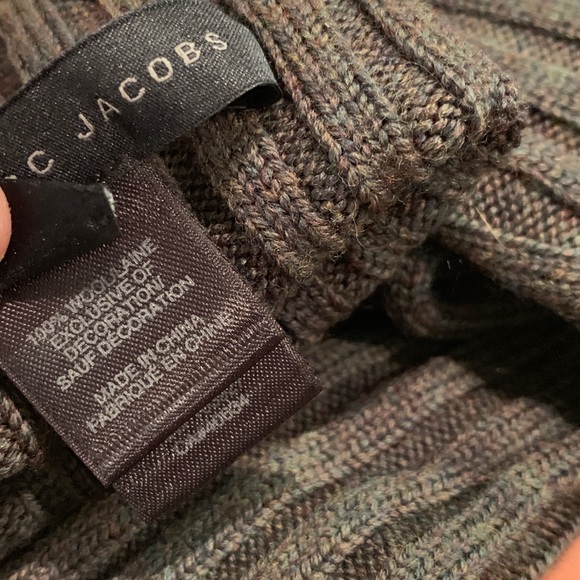 C JACOBS
100% WOOL/LAINE
EXCLUSIVE OF
DECORATION/
SAUF DECORATION
MADE IN CHINA
FABRIQUE EN CHINE